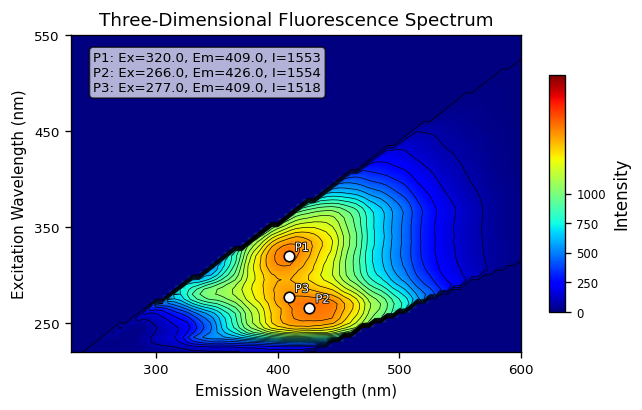 Three-Dimensional Fluorescence Spectrum
P1: Ex=320.0, Em=409.0, I=1553
P2: Ex=266.0, Em=426.0, I=1554
P3: Ex=277.0, Em=409.0, I=1518
550
450
350
250
Excitation Wavelength (nm)
P1
P3
P2
300
400
500
600
Emission Wavelength (nm)
1000
750
500
250
0
Intensity